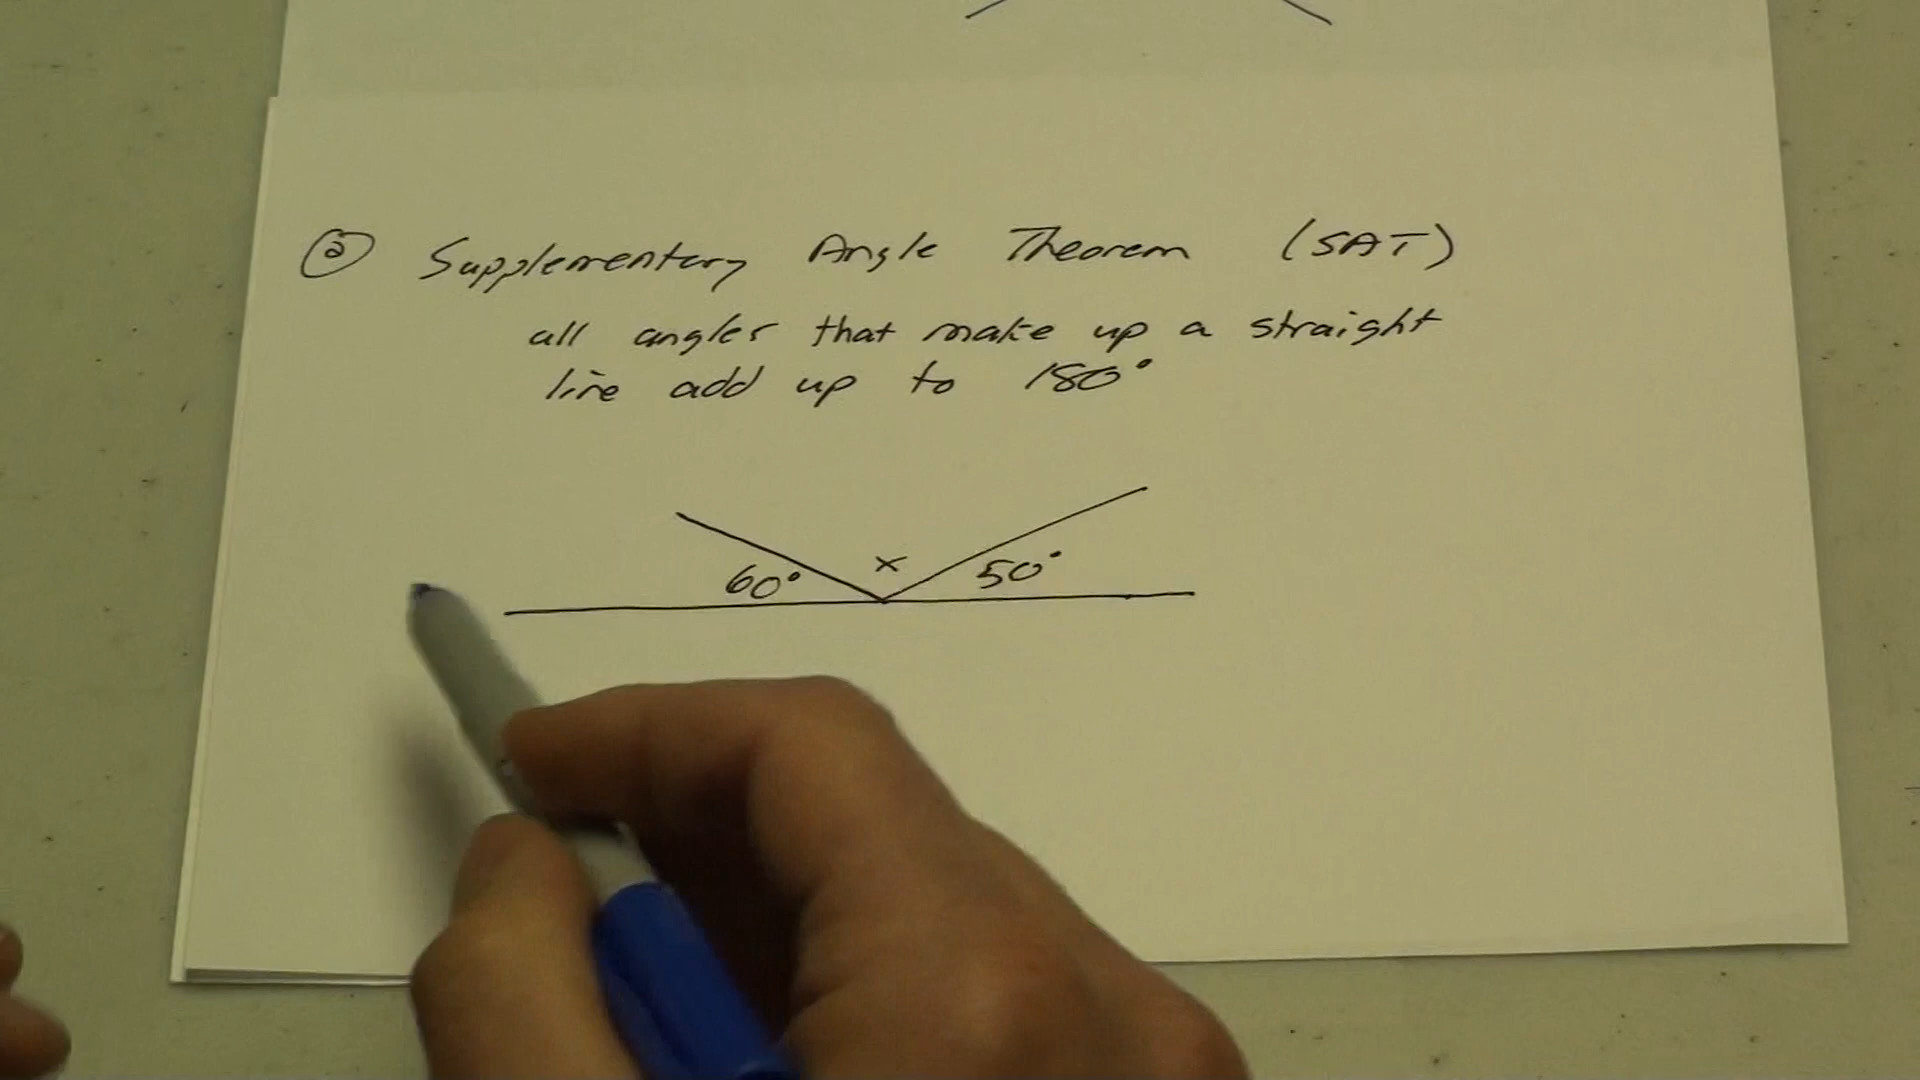 ② Supplementary Angle Theorem (SAT)
all angles that make up a straight
line add up to 180°
60° x 50°